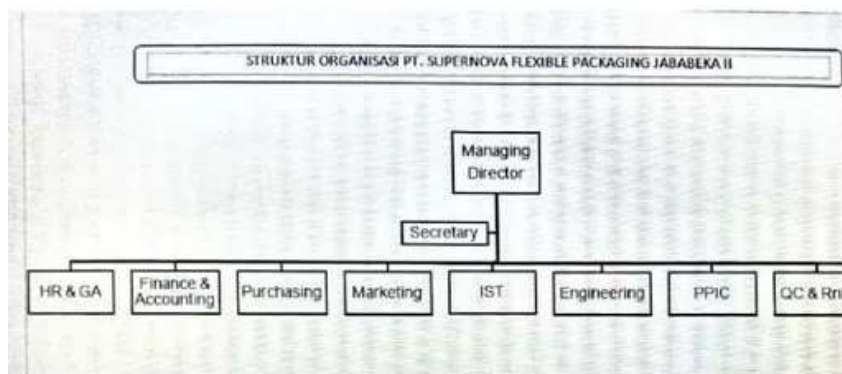 STRUKTUR ORGANISASI PT. SUPERNOVA FLEXIBLE PACKAGING JABABEKA II
Managing
Director
Secretary
HR & GA
Finance &
Accounting
Purchasing
Marketing
IST
Engineering
PPIC
QC &